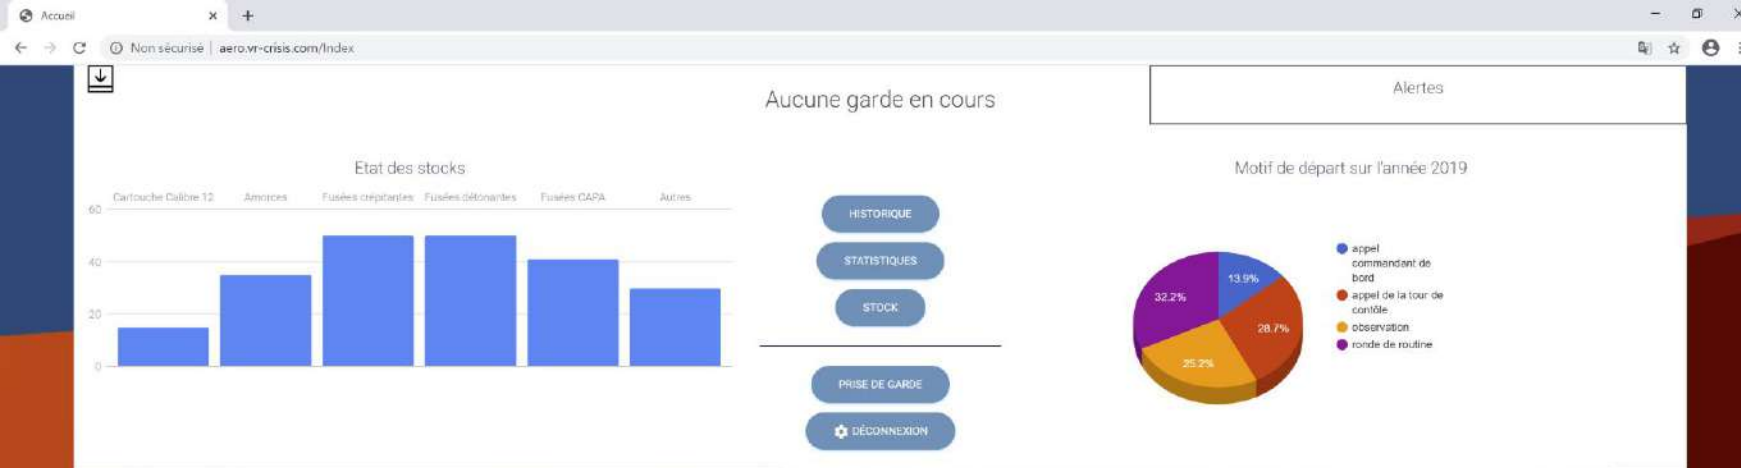 Accueil
Non sécurisé | aero.vr-crisis.com/Index
Aucune garde en cours
Alertes
Etat des stocks
Cartouche Calibre 12 Amorces Fusées crépitantes Fusées détonantes Fusées CAPA Autres
60
40
20
0
HISTORIQUE
STATISTIQUES
STOCK
PRISE DE GARDE
DÉCONNEXION
Motif de départ sur l'année 2019
13.9%
28.7%
25.2%
32.2%
appel
commandant de
bord
appel de la tour de
contôle
observation
ronde de routine